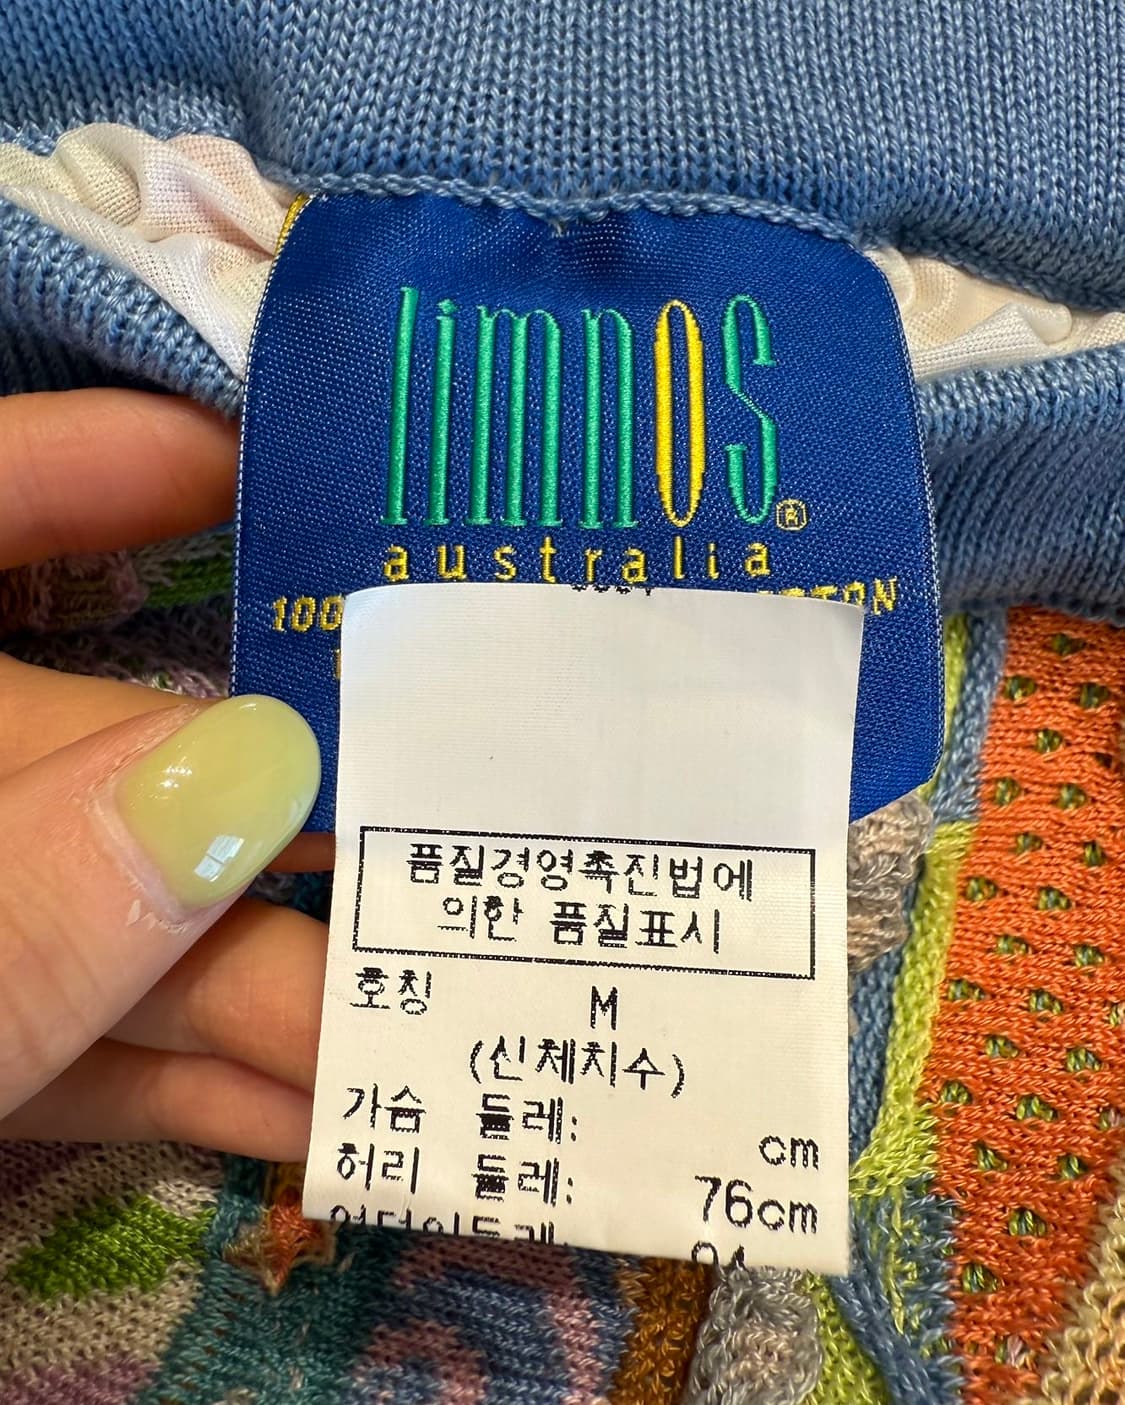 limnos®
australia
100
품질경영촉진법에
의한 품질표시
호칭 M
(신체치수)
가슴 둘레: cm
허리 둘레: 76cm